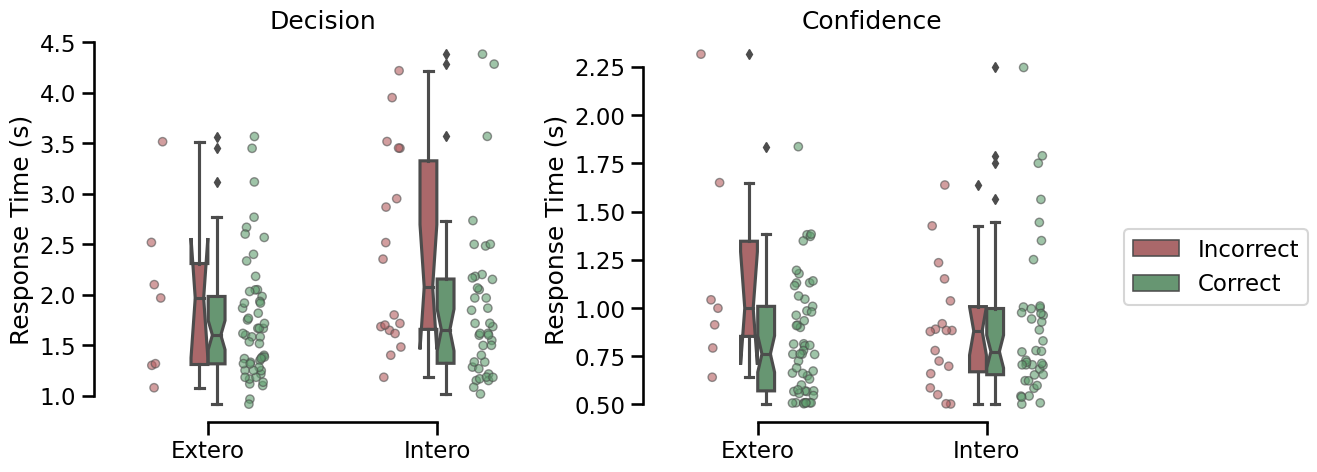 Decision
Response Time (s)
4.5
4.0
3.5
3.0
2.5
2.0
1.5
1.0
Extero Intero
Confidence
Response Time (s)
2.25
2.00
1.75
1.50
1.25
1.00
0.75
0.50
Extero Intero
Incorrect
Correct